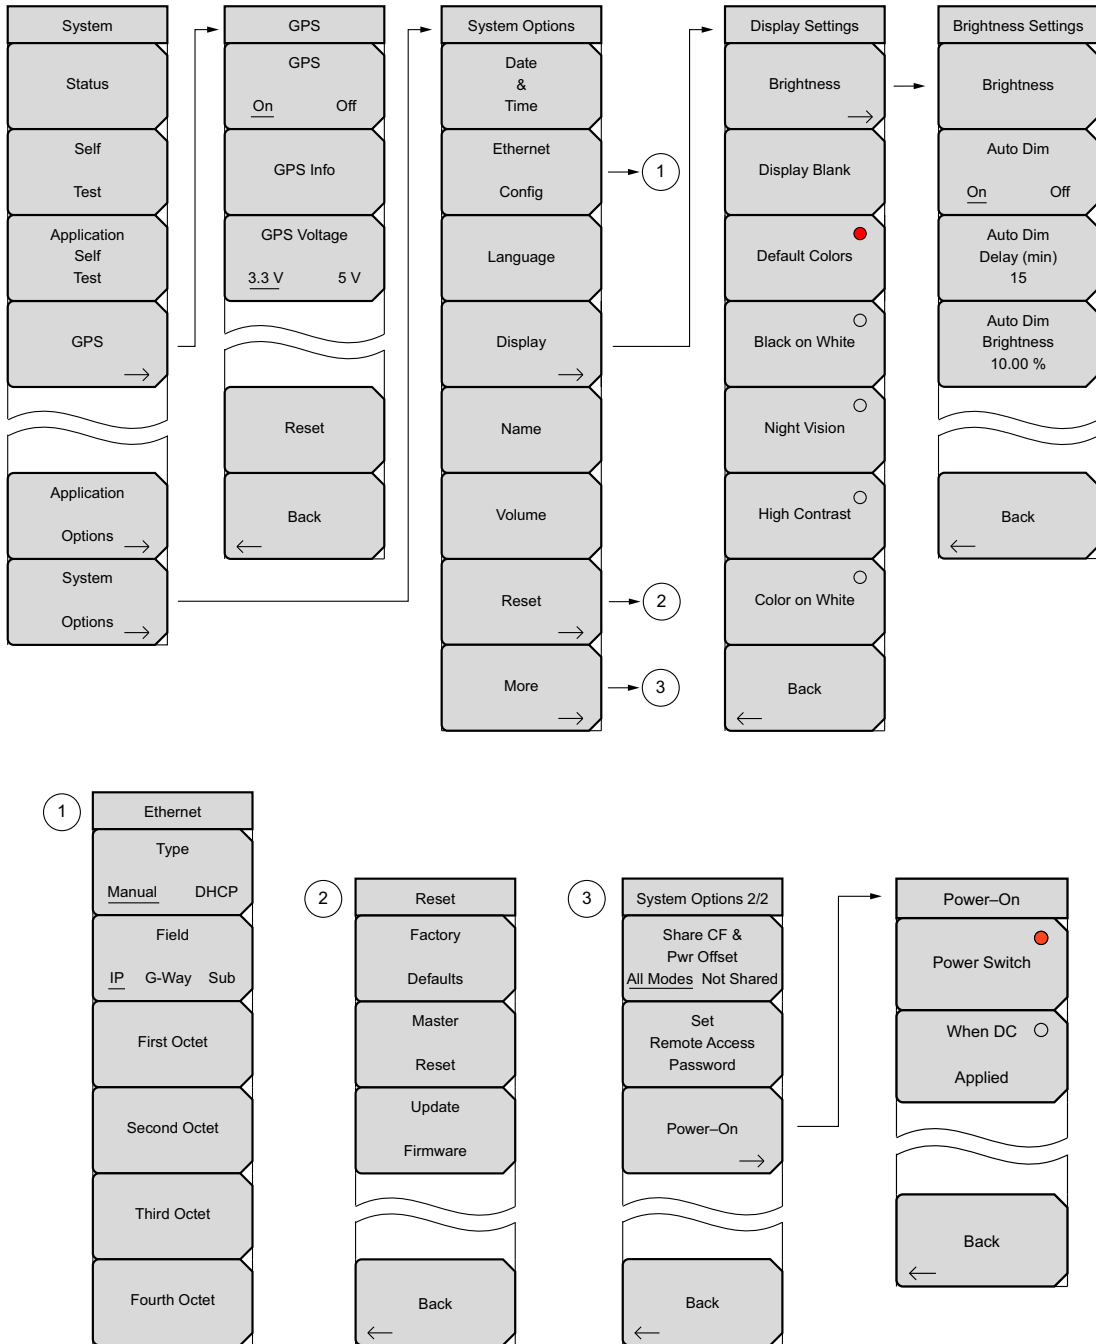 System
Status
Self
Test
Application
Self
Test
GPS
Application
Options
System
Options
GPS
GPS
On Off
GPS Info
GPS Voltage
3.3 V 5 V
Reset
Back
System Options
Date
&
Time
Ethernet
Config
1
Language
Display
Name
Volume
Reset
2
More
3
Display Settings
Brightness
Display Blank
Default Colors
Black on White
Night Vision
High Contrast
Color on White
Back
Brightness Settings
Brightness
Auto Dim
On Off
Auto Dim
Delay (min)
15
Auto Dim
Brightness
10.00 %
Back
1
Ethernet
Type
Manual DHCP
Field
IP G-Way Sub
First Octet
Second Octet
Third Octet
Fourth Octet
2
Reset
Factory
Defaults
Master
Reset
Update
Firmware
Back
3
System Options 2/2
Share CF &
Pwr Offset
All Modes Not Shared
Set
Remote Access
Password
Power–On
Back
Power–On
Power Switch
When DC
Applied
Back